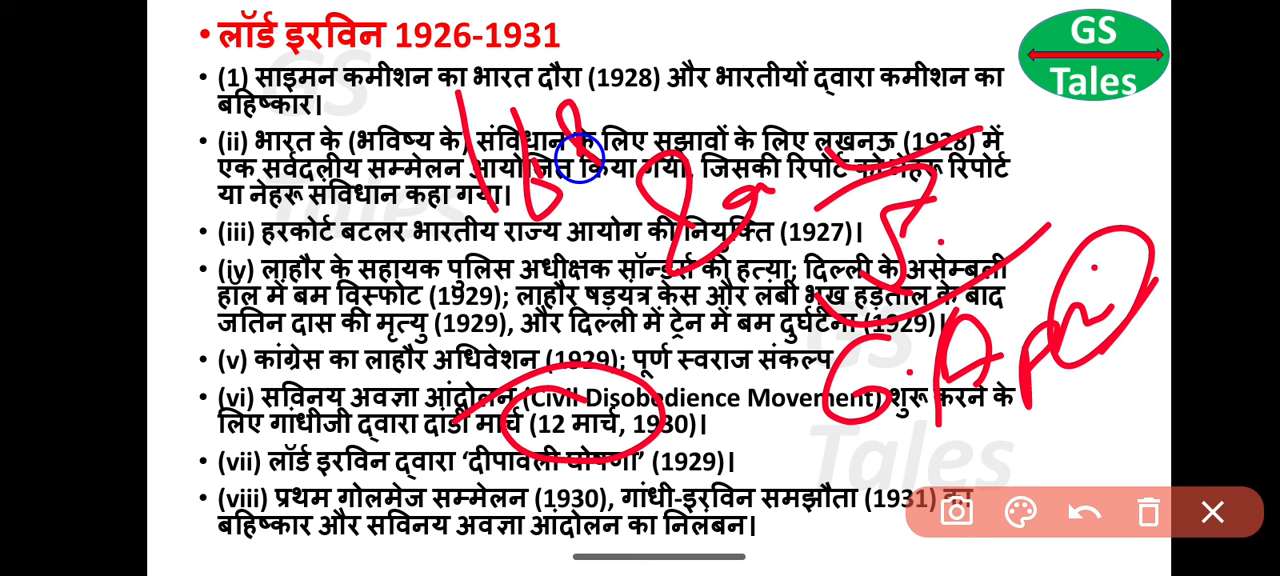 • लॉर्ड इरविन 1926-1931
GS
Tales
• (1) साइमन कमीशन का भारत दौरा (1928) और भारतीयों द्वारा कमीशन का
बहिष्कार।
• (ii) भारत के (भविष्य के) संविधान के लिए सुझावों के लिए लखनऊ (1928) में
एक सर्वदलीय सम्मेलन आयोजित किया गया, जिसकी रिपोर्ट को नेहरू रिपोर्ट
या नेहरू संविधान कहा गया।
• (iii) हरकोर्ट बटलर भारतीय राज्य आयोग की नियुक्ति (1927)।
• (iv) लाहौर के सहायक पुलिस अधीक्षक सॉन्डर्स की हत्या; दिल्ली के असेम्बली
हॉल में बम विस्फोट (1929); लाहौर षड़यंत्र केस और लंबी भूख हड़ताल के बाद
जतिन दास की मृत्यु (1929), और दिल्ली में ट्रेन में बम दुर्घटना (1929)।
• (v) कांग्रेस का लाहौर अधिवेशन (1929); पूर्ण स्वराज संकल्प
• (vi) सविनय अवज्ञा आंदोलन (Civil Disobedience Movement) शुरू करने के
लिए गांधीजी द्वारा दांडी मार्च (12 मार्च, 1930)।
• (vii) लॉर्ड इरविन द्वारा ‘दीपावली घोषणा’ (1929)।
• (viii) प्रथम गोलमेज सम्मेलन (1930), गांधी-इरविन समझौता (1931) का
बहिष्कार और सविनय अवज्ञा आंदोलन का निलंबन।
GS
Tales
GS
Tales